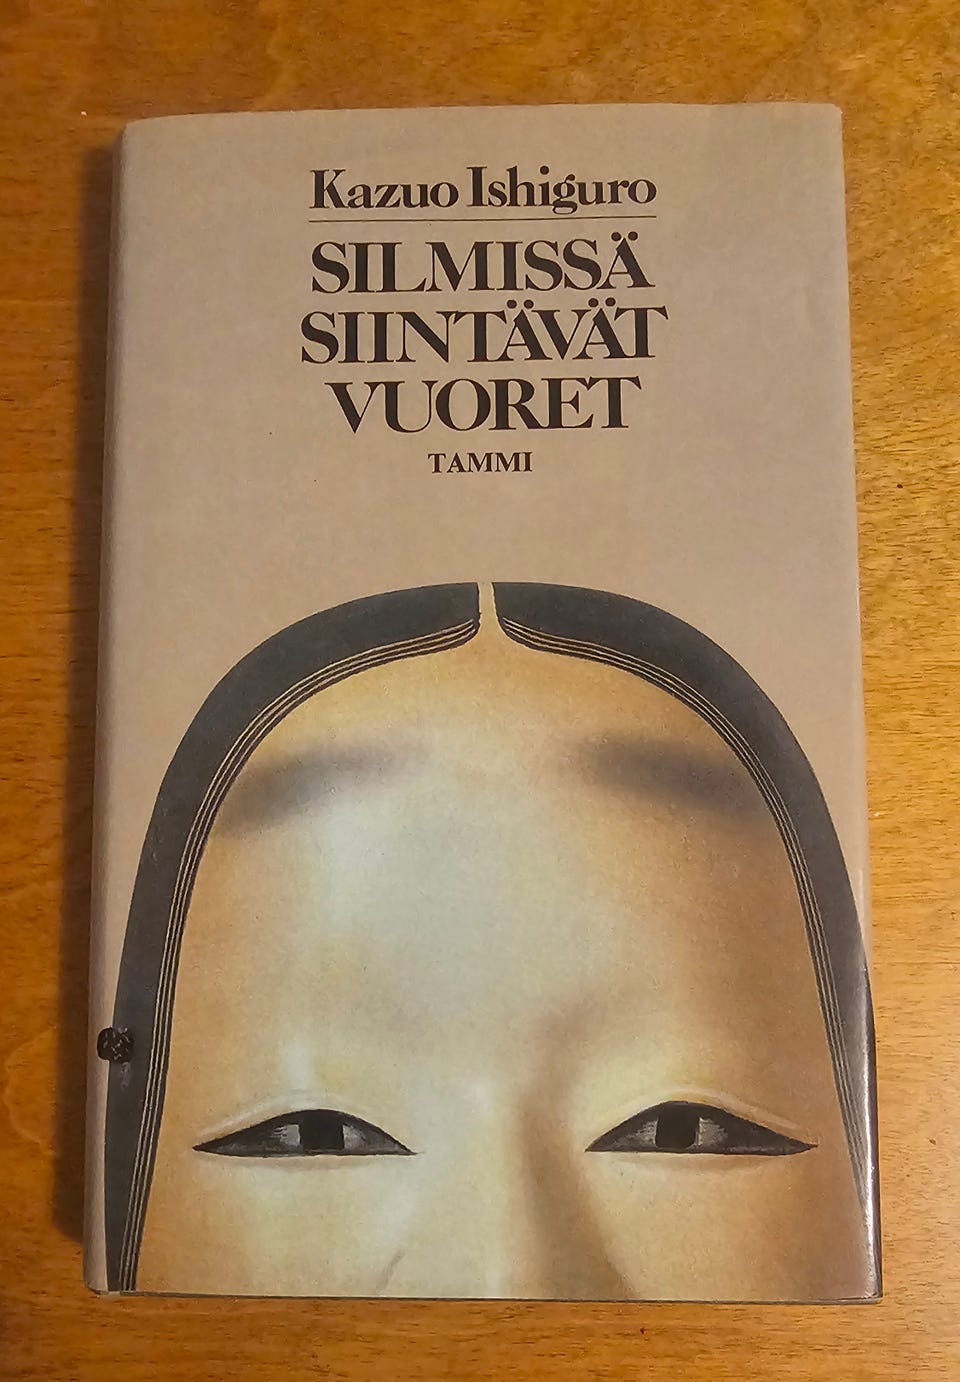 Kazuo Ishiguro
SILMISSÄ
SIINTÄVÄT
VUORET
TAMMI